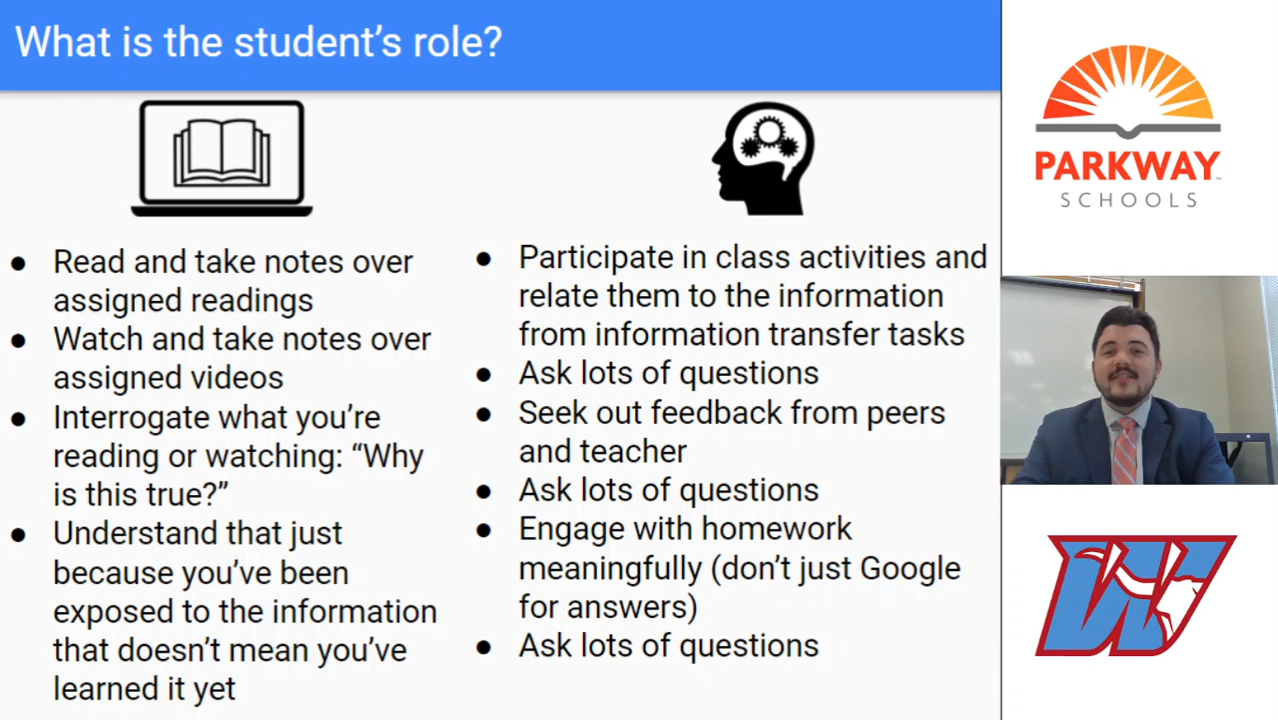 What is the student's role?
● Read and take notes over
assigned readings
● Watch and take notes over
assigned videos
● Interrogate what you're
reading or watching: “Why
is this true?”
● Understand that just
because you've been
exposed to the information
that doesn't mean you've
learned it yet
● Participate in class activities and
relate them to the information
from information transfer tasks
● Ask lots of questions
● Seek out feedback from peers
and teacher
● Ask lots of questions
● Engage with homework
meaningfully (don't just Google
for answers)
● Ask lots of questions
PARKWAY
SCHOOLS
W